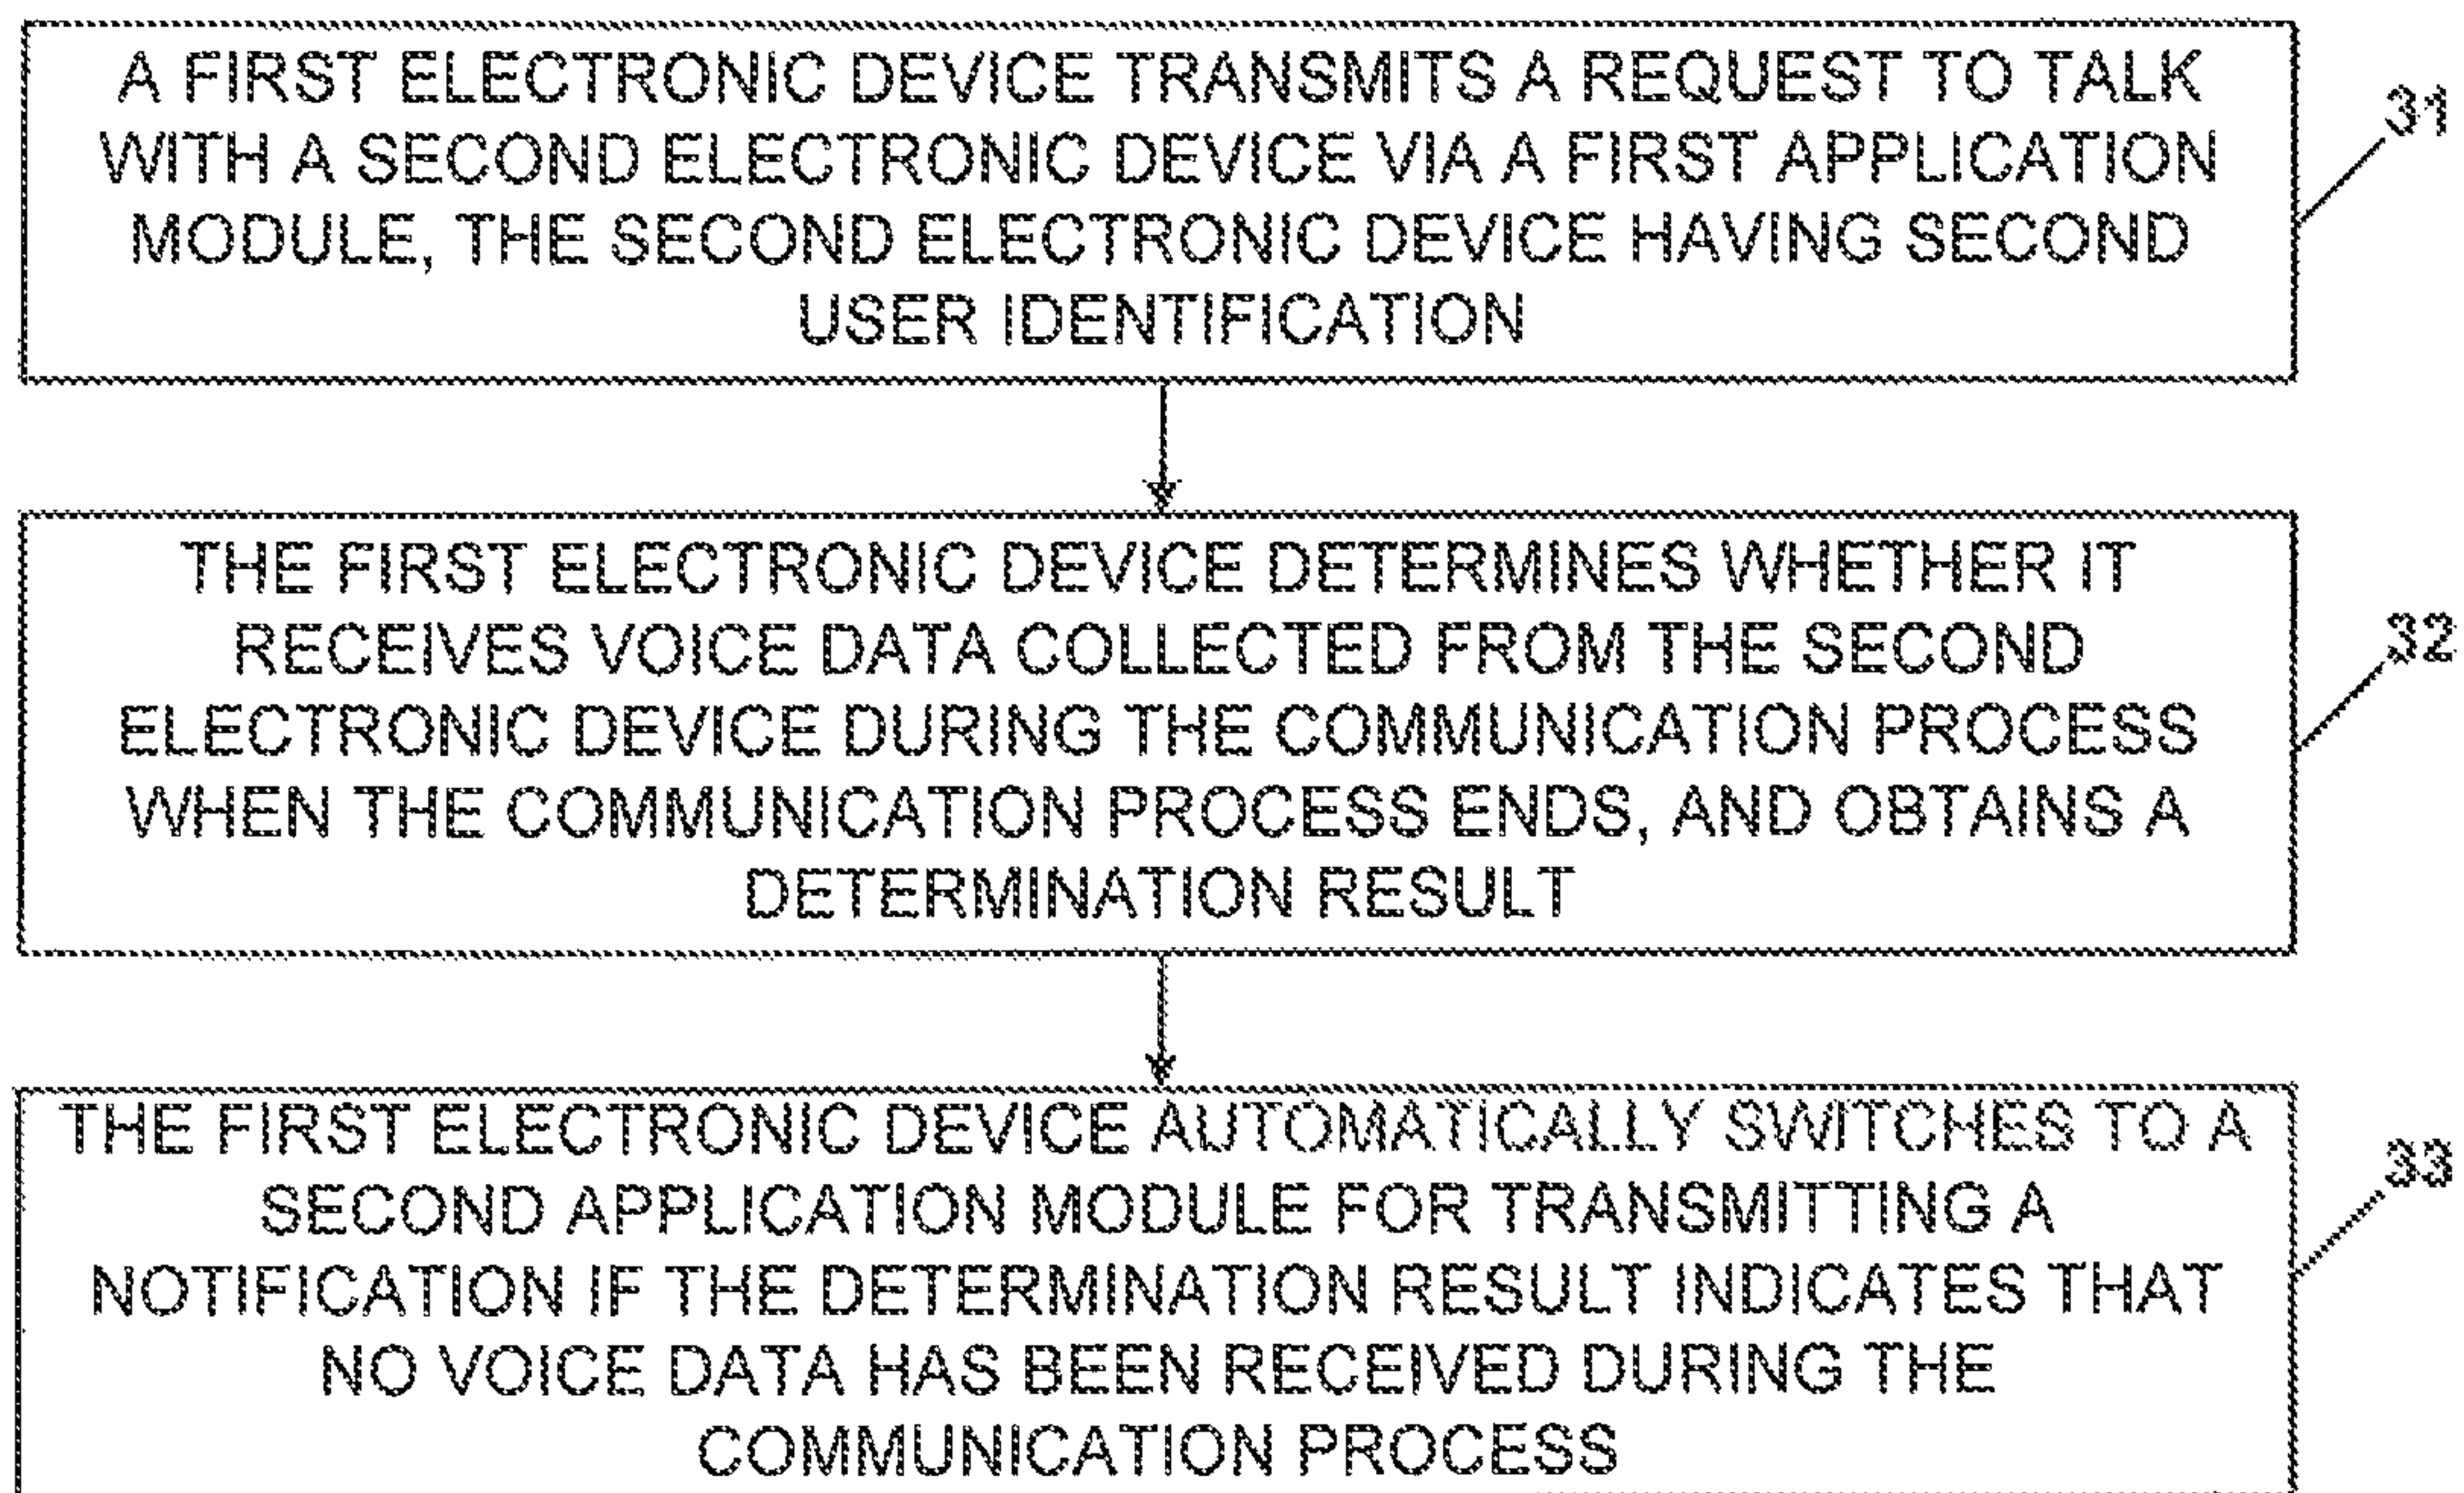 A FIRST ELECTRONIC DEVICE TRANSMITS A REQUEST TO TALK
WITH A SECOND ELECTRONIC DEVICE VIA A FIRST APPLICATION
MODULE, THE SECOND ELECTRONIC DEVICE HAVING SECOND
USER IDENTIFICATION
31
THE FIRST ELECTRONIC DEVICE DETERMINES WHETHER IT
RECEIVES VOICE DATA COLLECTED FROM THE SECOND
ELECTRONIC DEVICE DURING THE COMMUNICATION PROCESS
WHEN THE COMMUNICATION PROCESS ENDS, AND OBTAINS A
DETERMINATION RESULT
32
THE FIRST ELECTRONIC DEVICE AUTOMATICALLY SWITCHES TO A
SECOND APPLICATION MODULE FOR TRANSMITTING A
NOTIFICATION IF THE DETERMINATION RESULT INDICATES THAT
NO VOICE DATA HAS BEEN RECEIVED DURING THE
COMMUNICATION PROCESS
33